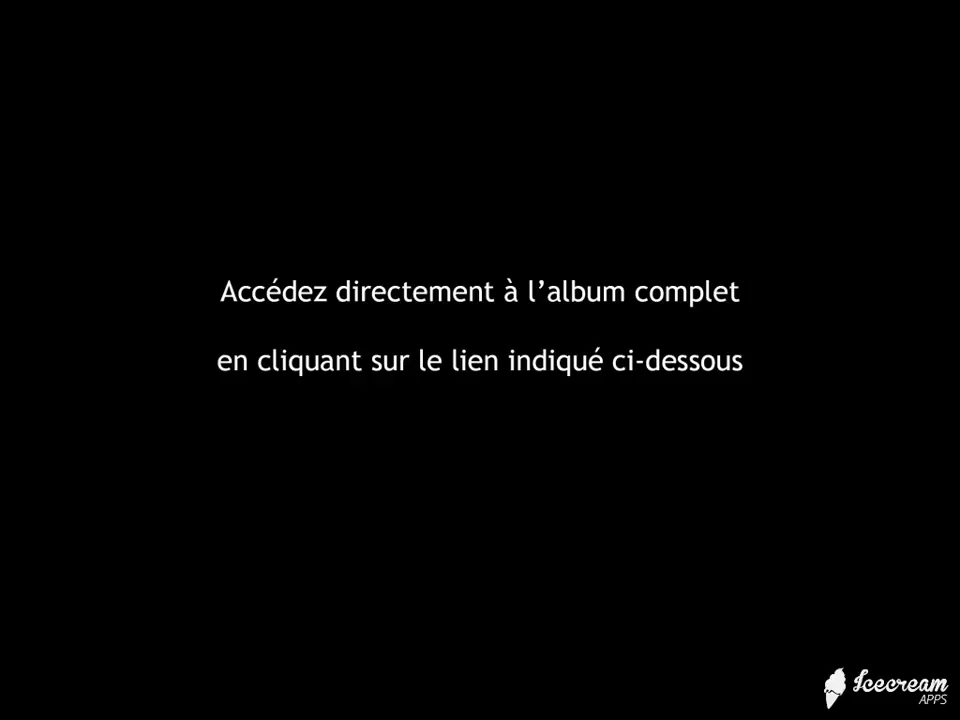 Accédez directement à l’album complet
en cliquant sur le lien indiqué ci-dessous
Icecream
APPS